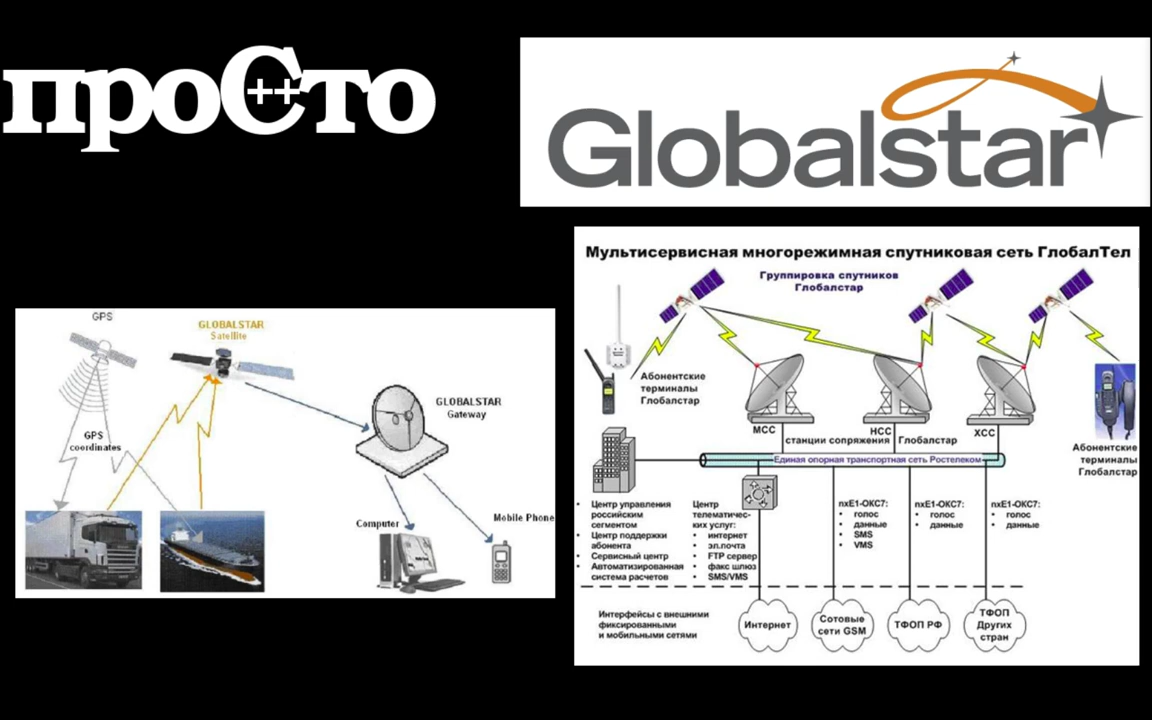 проC++то
Globalstar
Мультисервисная многорежимная спутниковая сеть ГлобалТел
Группировка спутников
Глобалстар
Абонентские
терминалы
Глобалстар
МСС
НСС
ХСС
станции сопряжения
Глобалстар
Абонентские
терминалы
Глобалстар
Единая опорная транспортная сеть Ростелеком
• Центр управления
российским
сегментом
• Центр поддержки
абонента
• Сервисный центр
• Автоматизированная
система расчетов
Центр
телематичес-
ких услуг:
• интернет
• эл.почта
• FTP сервер
• факс шлюз
• SMS/VMS
nxE1-ОКС7:
• голос
• данные
• SMS
• VMS
nxE1-ОКС7:
• голос
• данные
nxE1-ОКС7:
• голос
• данные
Интерфейсы с внешними
фиксированными
и мобильными сетями
Интернет
Сотовые
сети GSM
ТФОП РФ
ТФОП
Других
стран
GPS
GLOBALSTAR
Satellite
GLOBALSTAR
Gateway
GPS
coordinates
Computer
Mobile Phone